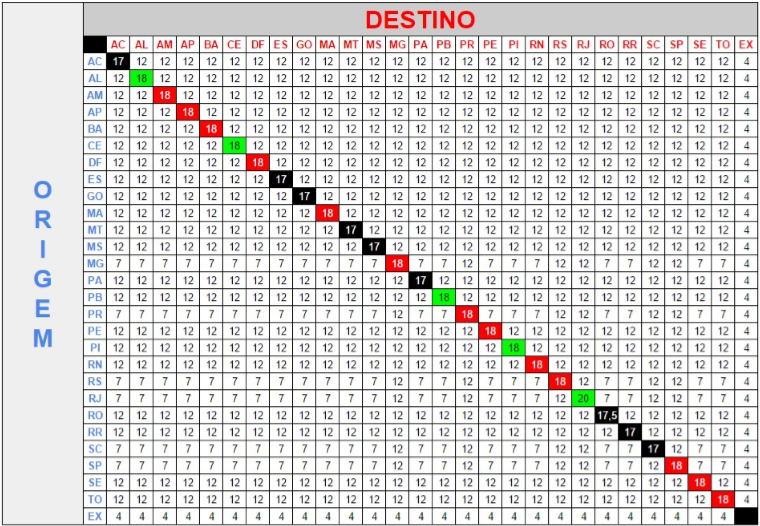 DESTINO
AC AL AM AP BA CE DF ES GO MA MT MS MG PA PB PR PE PI RN RS RJ RO RR SC SP SE TO EX
AC 17 12 12 12 12 12 12 12 12 12 12 12 12 12 12 12 12 12 12 12 12 12 12 12 12 12 12 4
AL 12 18 12 12 12 12 12 12 12 12 12 12 12 12 12 12 12 12 12 12 12 12 12 12 12 12 12 4
AM 12 12 18 12 12 12 12 12 12 12 12 12 12 12 12 12 12 12 12 12 12 12 12 12 12 12 12 4
AP 12 12 12 18 12 12 12 12 12 12 12 12 12 12 12 12 12 12 12 12 12 12 12 12 12 12 12 4
BA 12 12 12 12 18 12 12 12 12 12 12 12 12 12 12 12 12 12 12 12 12 12 12 12 12 12 12 4
CE 12 12 12 12 12 18 12 12 12 12 12 12 12 12 12 12 12 12 12 12 12 12 12 12 12 12 12 4
DF 12 12 12 12 12 12 18 12 12 12 12 12 12 12 12 12 12 12 12 12 12 12 12 12 12 12 12 4
ES 12 12 12 12 12 12 12 17 12 12 12 12 12 12 12 12 12 12 12 12 12 12 12 12 12 12 12 4
GO 12 12 12 12 12 12 12 12 17 12 12 12 12 12 12 12 12 12 12 12 12 12 12 12 12 12 12 4
MA 12 12 12 12 12 12 12 12 12 18 12 12 12 12 12 12 12 12 12 12 12 12 12 12 12 12 12 4
MT 12 12 12 12 12 12 12 12 12 12 17 12 12 12 12 12 12 12 12 12 12 12 12 12 12 12 12 4
MS 12 12 12 12 12 12 12 12 12 12 12 17 12 12 12 12 12 12 12 12 12 12 12 12 12 12 12 4
MG 7 7 7 7 7 7 7 7 7 7 7 7 18 7 7 12 7 7 7 12 12 7 7 12 12 7 7 4
PA 12 12 12 12 12 12 12 12 12 12 12 12 12 17 12 12 12 12 12 12 12 12 12 12 12 12 12 4
PB 12 12 12 12 12 12 12 12 12 12 12 12 12 12 18 12 12 12 12 12 12 12 12 12 12 12 12 4
PR 7 7 7 7 7 7 7 7 7 7 7 7 12 7 7 18 7 7 7 12 12 7 7 12 12 7 7 4
PE 12 12 12 12 12 12 12 12 12 12 12 12 12 12 12 12 18 12 12 12 12 12 12 12 12 12 12 4
PI 12 12 12 12 12 12 12 12 12 12 12 12 12 12 12 12 12 18 12 12 12 12 12 12 12 12 12 4
RN 12 12 12 12 12 12 12 12 12 12 12 12 12 12 12 12 12 12 18 12 12 12 12 12 12 12 12 4
RS 7 7 7 7 7 7 7 7 7 7 7 7 12 7 7 12 7 7 7 18 12 7 7 12 12 7 7 4
RJ 7 7 7 7 7 7 7 7 7 7 7 7 12 7 7 12 7 7 7 12 20 7 7 12 12 7 7 4
RO 12 12 12 12 12 12 12 12 12 12 12 12 12 12 12 12 12 12 12 12 12 17,5 12 12 12 12 12 4
RR 12 12 12 12 12 12 12 12 12 12 12 12 12 12 12 12 12 12 12 12 12 12 17 12 12 12 12 4
SC 7 7 7 7 7 7 7 7 7 7 7 7 12 7 7 12 7 7 7 12 12 7 7 17 12 7 7 4
SP 7 7 7 7 7 7 7 7 7 7 7 7 12 7 7 12 7 7 7 12 12 7 7 12 18 7 7 4
SE 12 12 12 12 12 12 12 12 12 12 12 12 12 12 12 12 12 12 12 12 12 12 12 12 12 18 12 4
TO 12 12 12 12 12 12 12 12 12 12 12 12 12 12 12 12 12 12 12 12 12 12 12 12 12 12 18 4
EX 4 4 4 4 4 4 4 4 4 4 4 4 4 4 4 4 4 4 4 4 4 4 4 4 4 4 4
ORIGEM